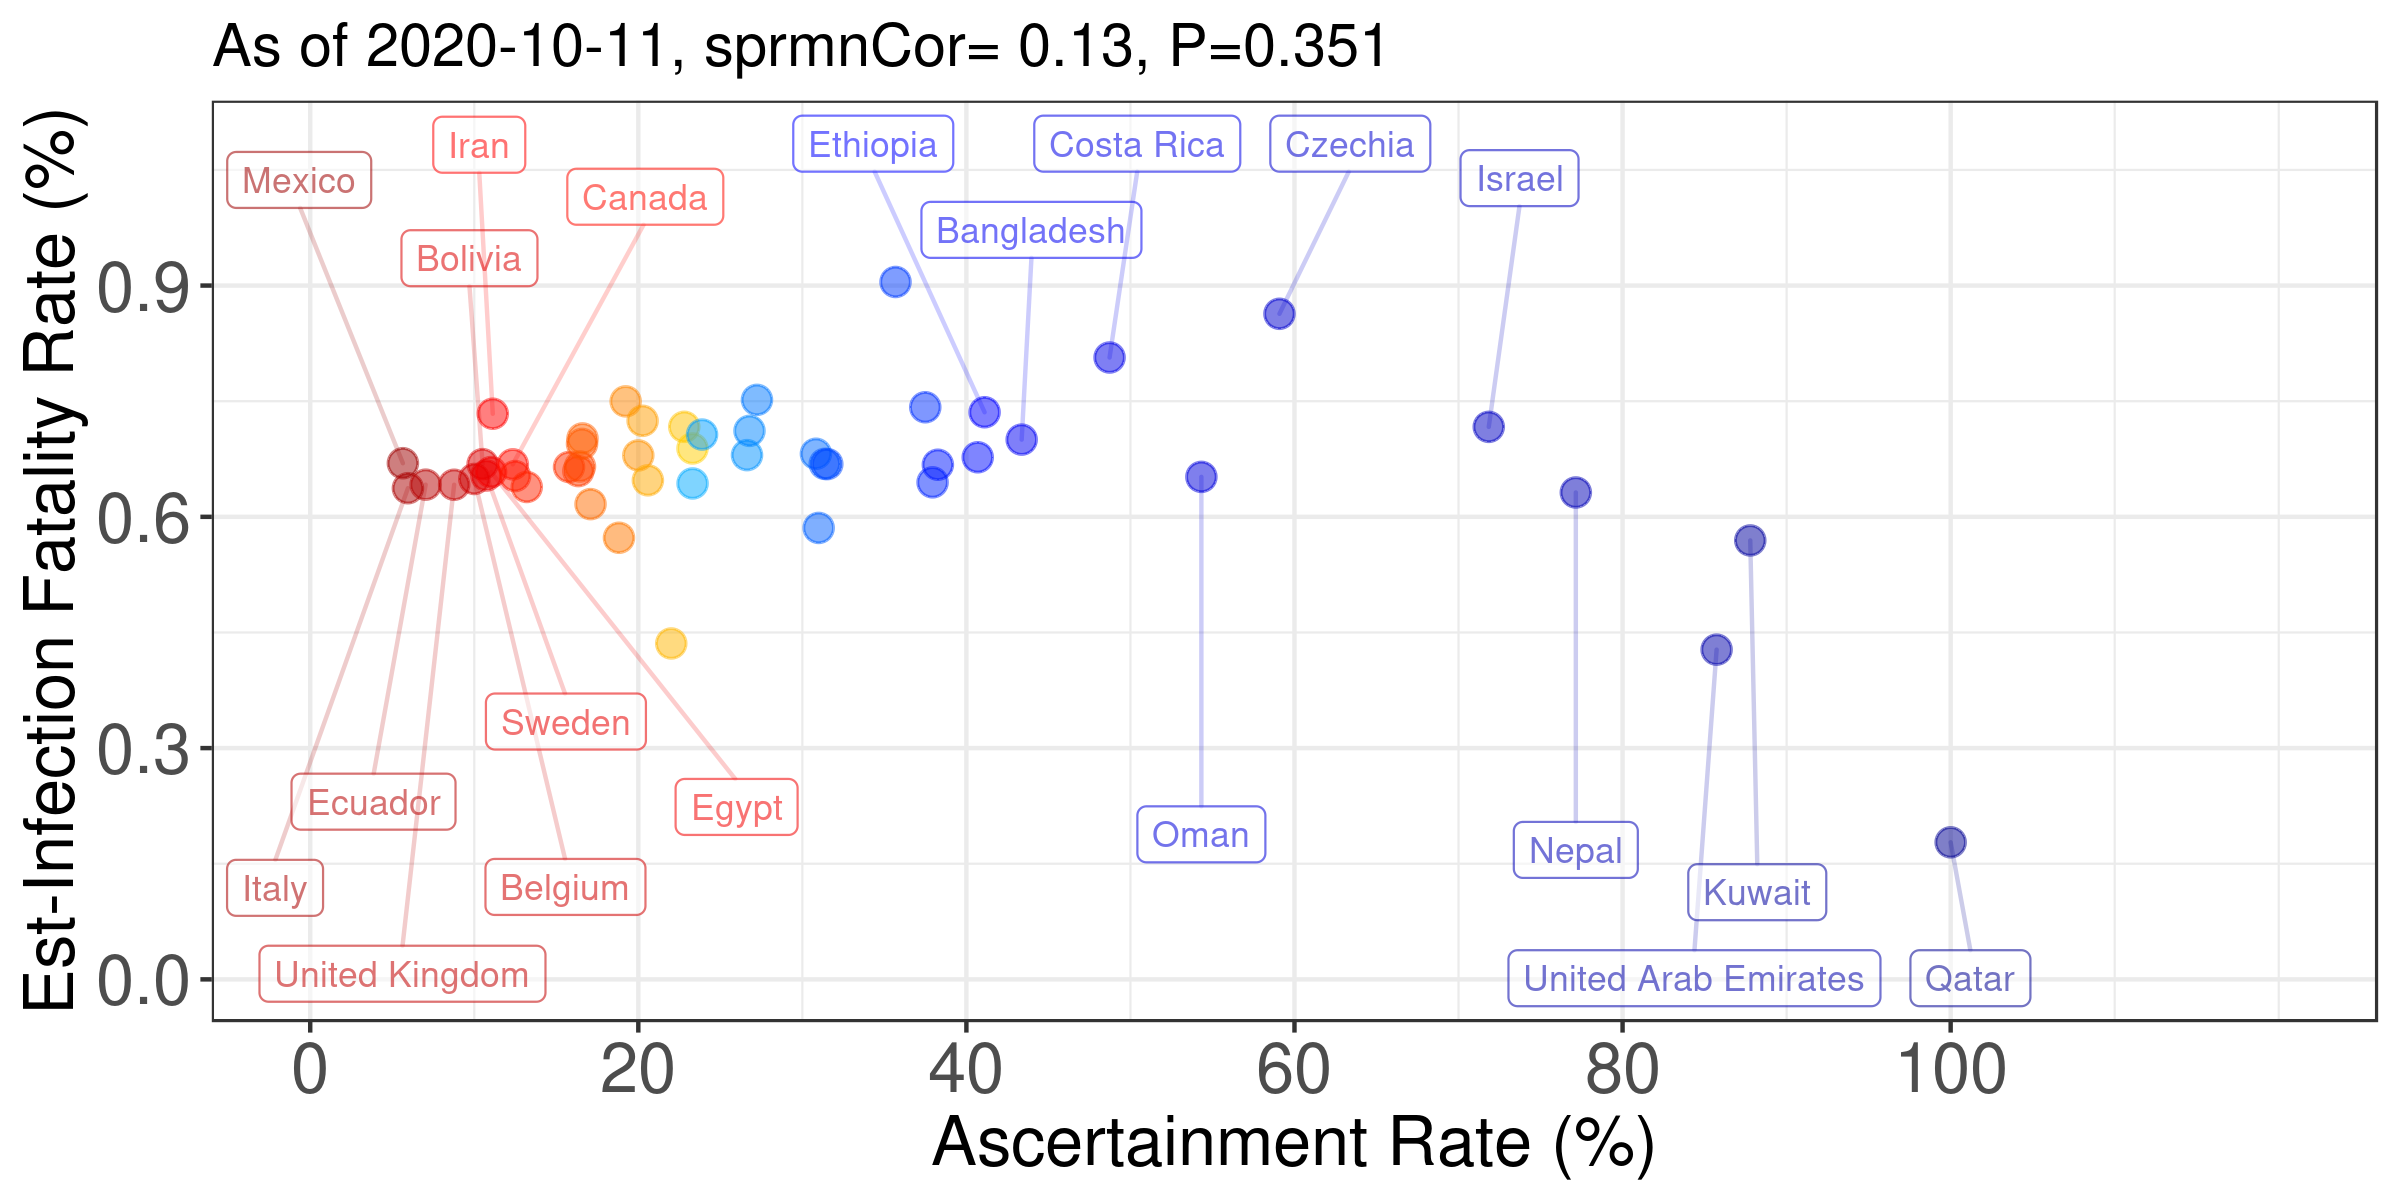 As of 2020-10-11, sprmnCor= 0.13, P=0.351
Est-Infection Fatality Rate (%)
0.9
0.6
0.3
0.0
Mexico
Iran
Canada
Bolivia
Ethiopia
Bangladesh
Costa Rica
Czechia
Israel
Sweden
Ecuador
Egypt
Italy
Belgium
United Kingdom
Oman
Nepal
Kuwait
United Arab Emirates
Qatar
0
20
40
60
80
100
Ascertainment Rate (%)